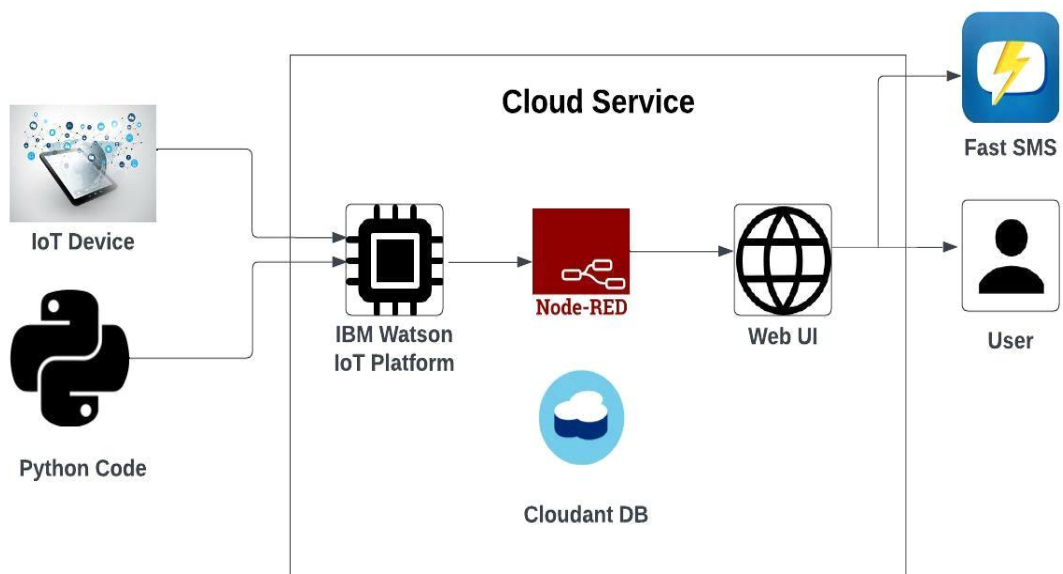 Cloud Service
Fast SMS
IoT Device
Node-RED
IBM Watson
IoT Platform
Web UI
User
Python Code
Cloudant DB